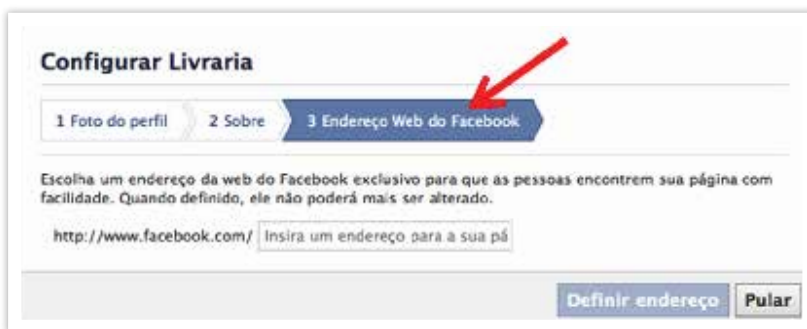 Configurar Livraria
1 Foto do perfil 2 Sobre 3 Endereço Web do Facebook
Escolha um endereço da web do Facebook exclusivo para que as pessoas encontrem sua página com
facilidade. Quando definido, ele não poderá mais ser alterado.
http://www.facebook.com/ Insira um endereço para a sua pá
Definir endereço Pular